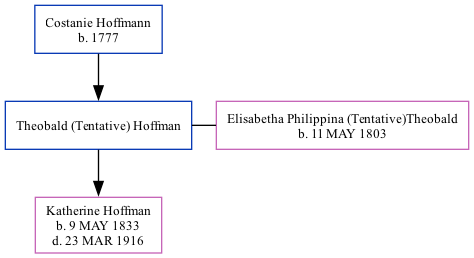 Costanie Hoffmann
b. 1777
Theobald (Tentative) Hoffman
Elisabetha Philippina (Tentative)Theobald
b. 11 MAY 1803
Katherine Hoffman
b. 9 MAY 1833
d. 23 MAR 1916